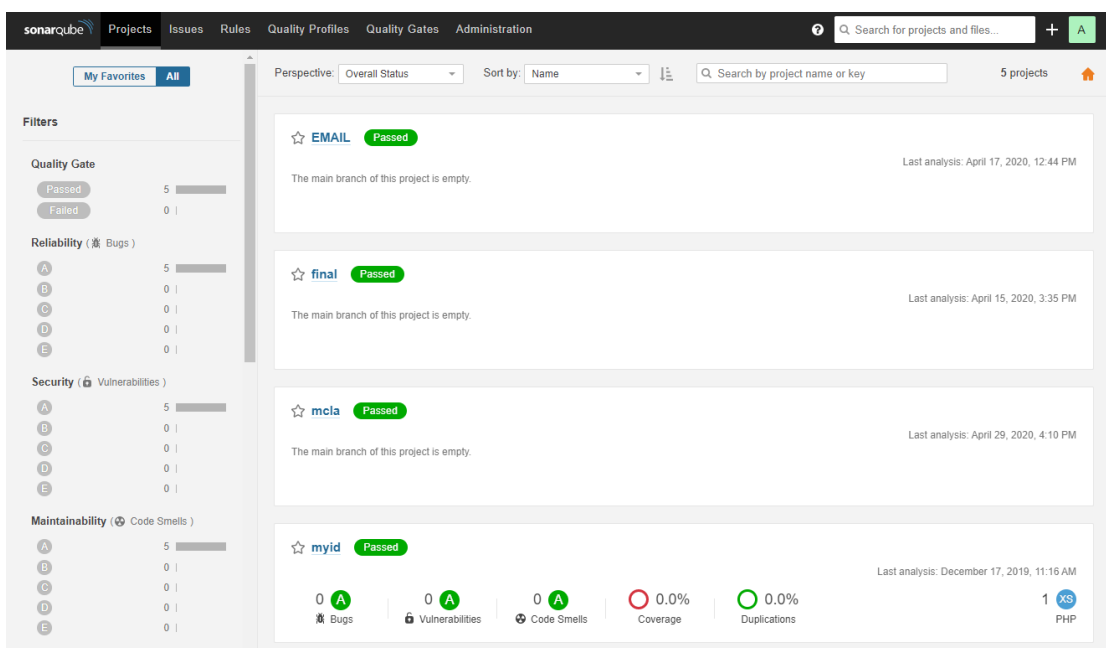 sonarqube Projects Issues Rules Quality Profiles Quality Gates Administration ? Search for projects and files... + A
My Favorites All
Perspective: Overall Status Sort by: Name Search by project name or key 5 projects
Filters
Quality Gate
Passed 5
Failed 0
Reliability ( Bugs )
A 5
B 0
C 0
D 0
E 0
Security ( Vulnerabilities )
A 5
B 0
C 0
D 0
E 0
Maintainability ( Code Smells )
A 5
B 0
C 0
D 0
E 0
EMAIL Passed
Last analysis: April 17, 2020, 12:44 PM
The main branch of this project is empty.
final Passed
Last analysis: April 15, 2020, 3:35 PM
The main branch of this project is empty.
mcla Passed
Last analysis: April 29, 2020, 4:10 PM
The main branch of this project is empty.
myid Passed
Last analysis: December 17, 2019, 11:16 AM
0 A 0 A 0 A 0.0% 0.0% 1 XS
Bugs Vulnerabilities Code Smells Coverage Duplications PHP